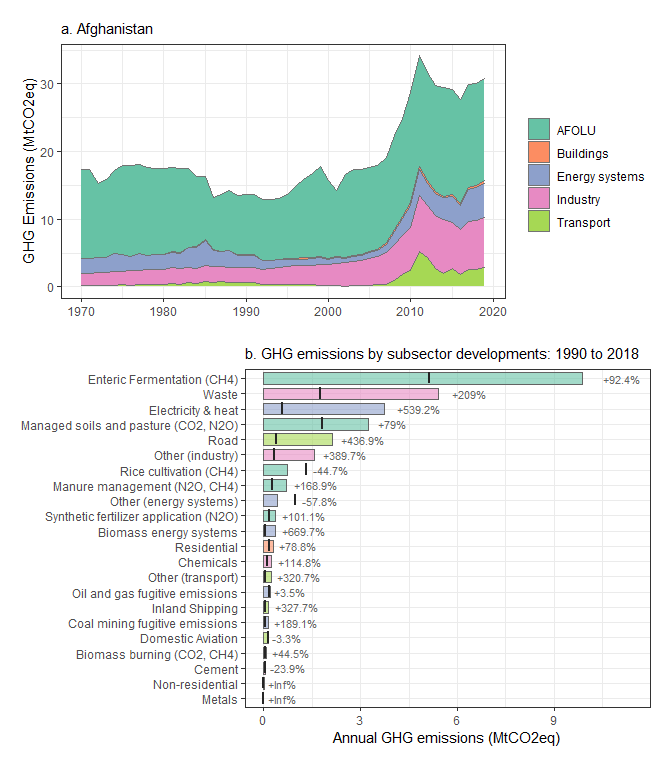 a. Afghanistan
GHG Emissions (MtCO2eq)
30
20
10
0
1970 1980 1990 2000 2010 2020
AFOLU
Buildings
Energy systems
Industry
Transport
b. GHG emissions by subsector developments: 1990 to 2018
Enteric Fermentation (CH4) +92.4%
Waste +209%
Electricity & heat +539.2%
Managed soils and pasture (CO2, N2O) +79%
Road +436.9%
Other (industry) +389.7%
Rice cultivation (CH4) -44.7%
Manure management (N2O, CH4) +168.9%
Other (energy systems) -57.8%
Synthetic fertilizer application (N2O) +101.1%
Biomass energy systems +669.7%
Residential +78.8%
Chemicals +114.8%
Other (transport) +320.7%
Oil and gas fugitive emissions +3.5%
Inland Shipping +327.7%
Coal mining fugitive emissions +189.1%
Domestic Aviation -3.3%
Biomass burning (CO2, CH4) +44.5%
Cement -23.9%
Non-residential +Inf%
Metals +Inf%
0 3 6 9
Annual GHG emissions (MtCO2eq)